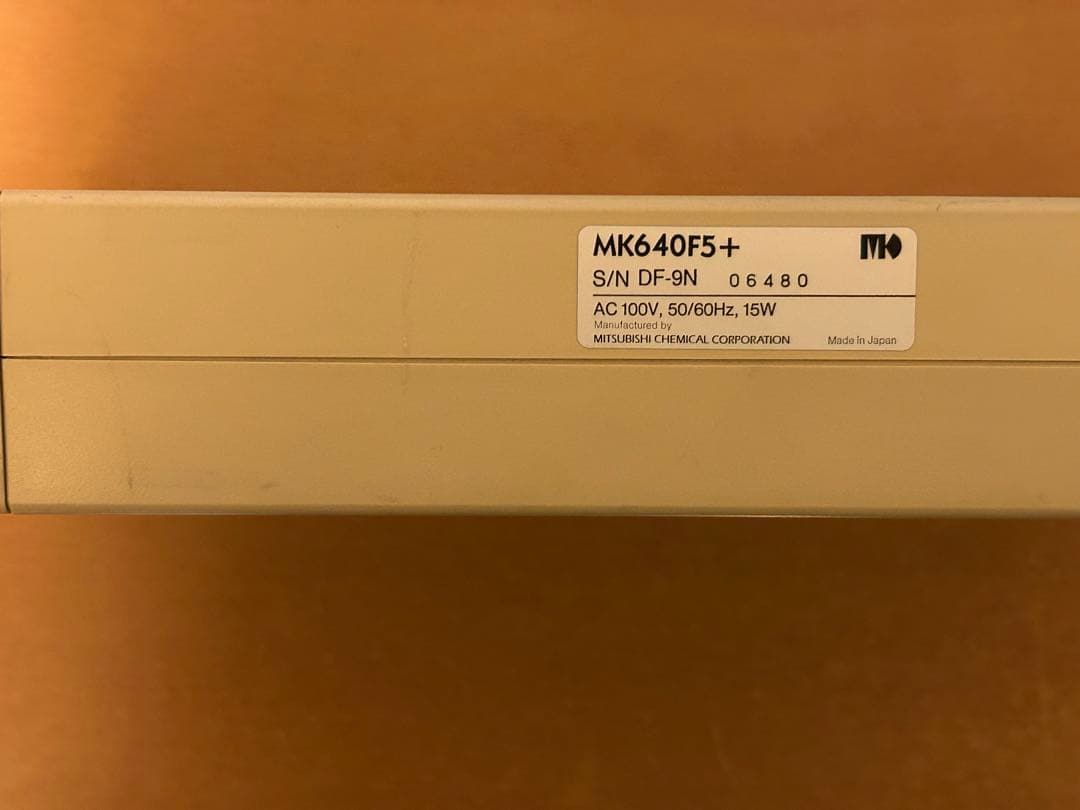 MK640F5+
S/N DF-9N 06480
AC 100V, 50/60Hz, 15W
Manufactured by
MITSUBISHI CHEMICAL CORPORATION Made in Japan